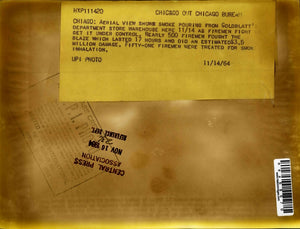 HXP111420 CHICAGO OUT CHICAGO BUREAU
CHICAGO: AERIAL VIEW SHOWS SMOKE POURING FROM GOLDBLATT
DEPARTMENT STORE WAREHOUSE HERE 11/14 AS FIREMEN FIGHT
GET IT UNDER CONTROL. NEARLY 500 FIREMEN FOUGHT THE
BLAZE WHICH LASTED 17 HOURS AND DID AN ESTIMATED $3.5
MILLION DAMAGE. FIFTY-ONE FIREMEN WERE TREATED FOR SMOKE
INHALATION.
UPI PHOTO 11/14/64
REFERENCE DEPT.
NOV 16 1964
CENTRAL PRESS
ASSOCIATION